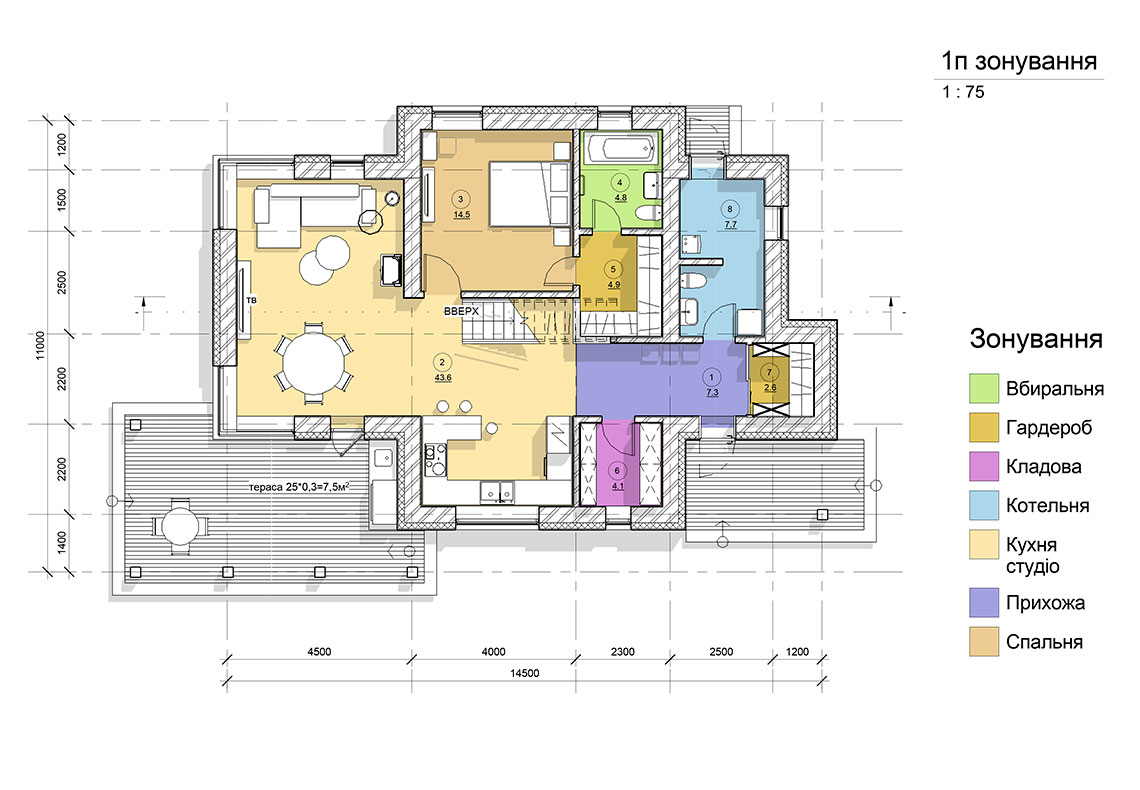 1п зонування
1 : 75
1200
1500
2500
2200
2200
1400
11000
4
4.8
3
14.5
8
7.7
5
4.9
ТВ
ВВЕРХ
2
43.6
1
7.3
7
2.6
6
4.1
тераса 25*0,3=7,5м²
4500
4000
2300
2500
1200
14500
Зонування
Вбиральня
Гардероб
Кладова
Котельня
Кухня
студіо
Прихожа
Спальня